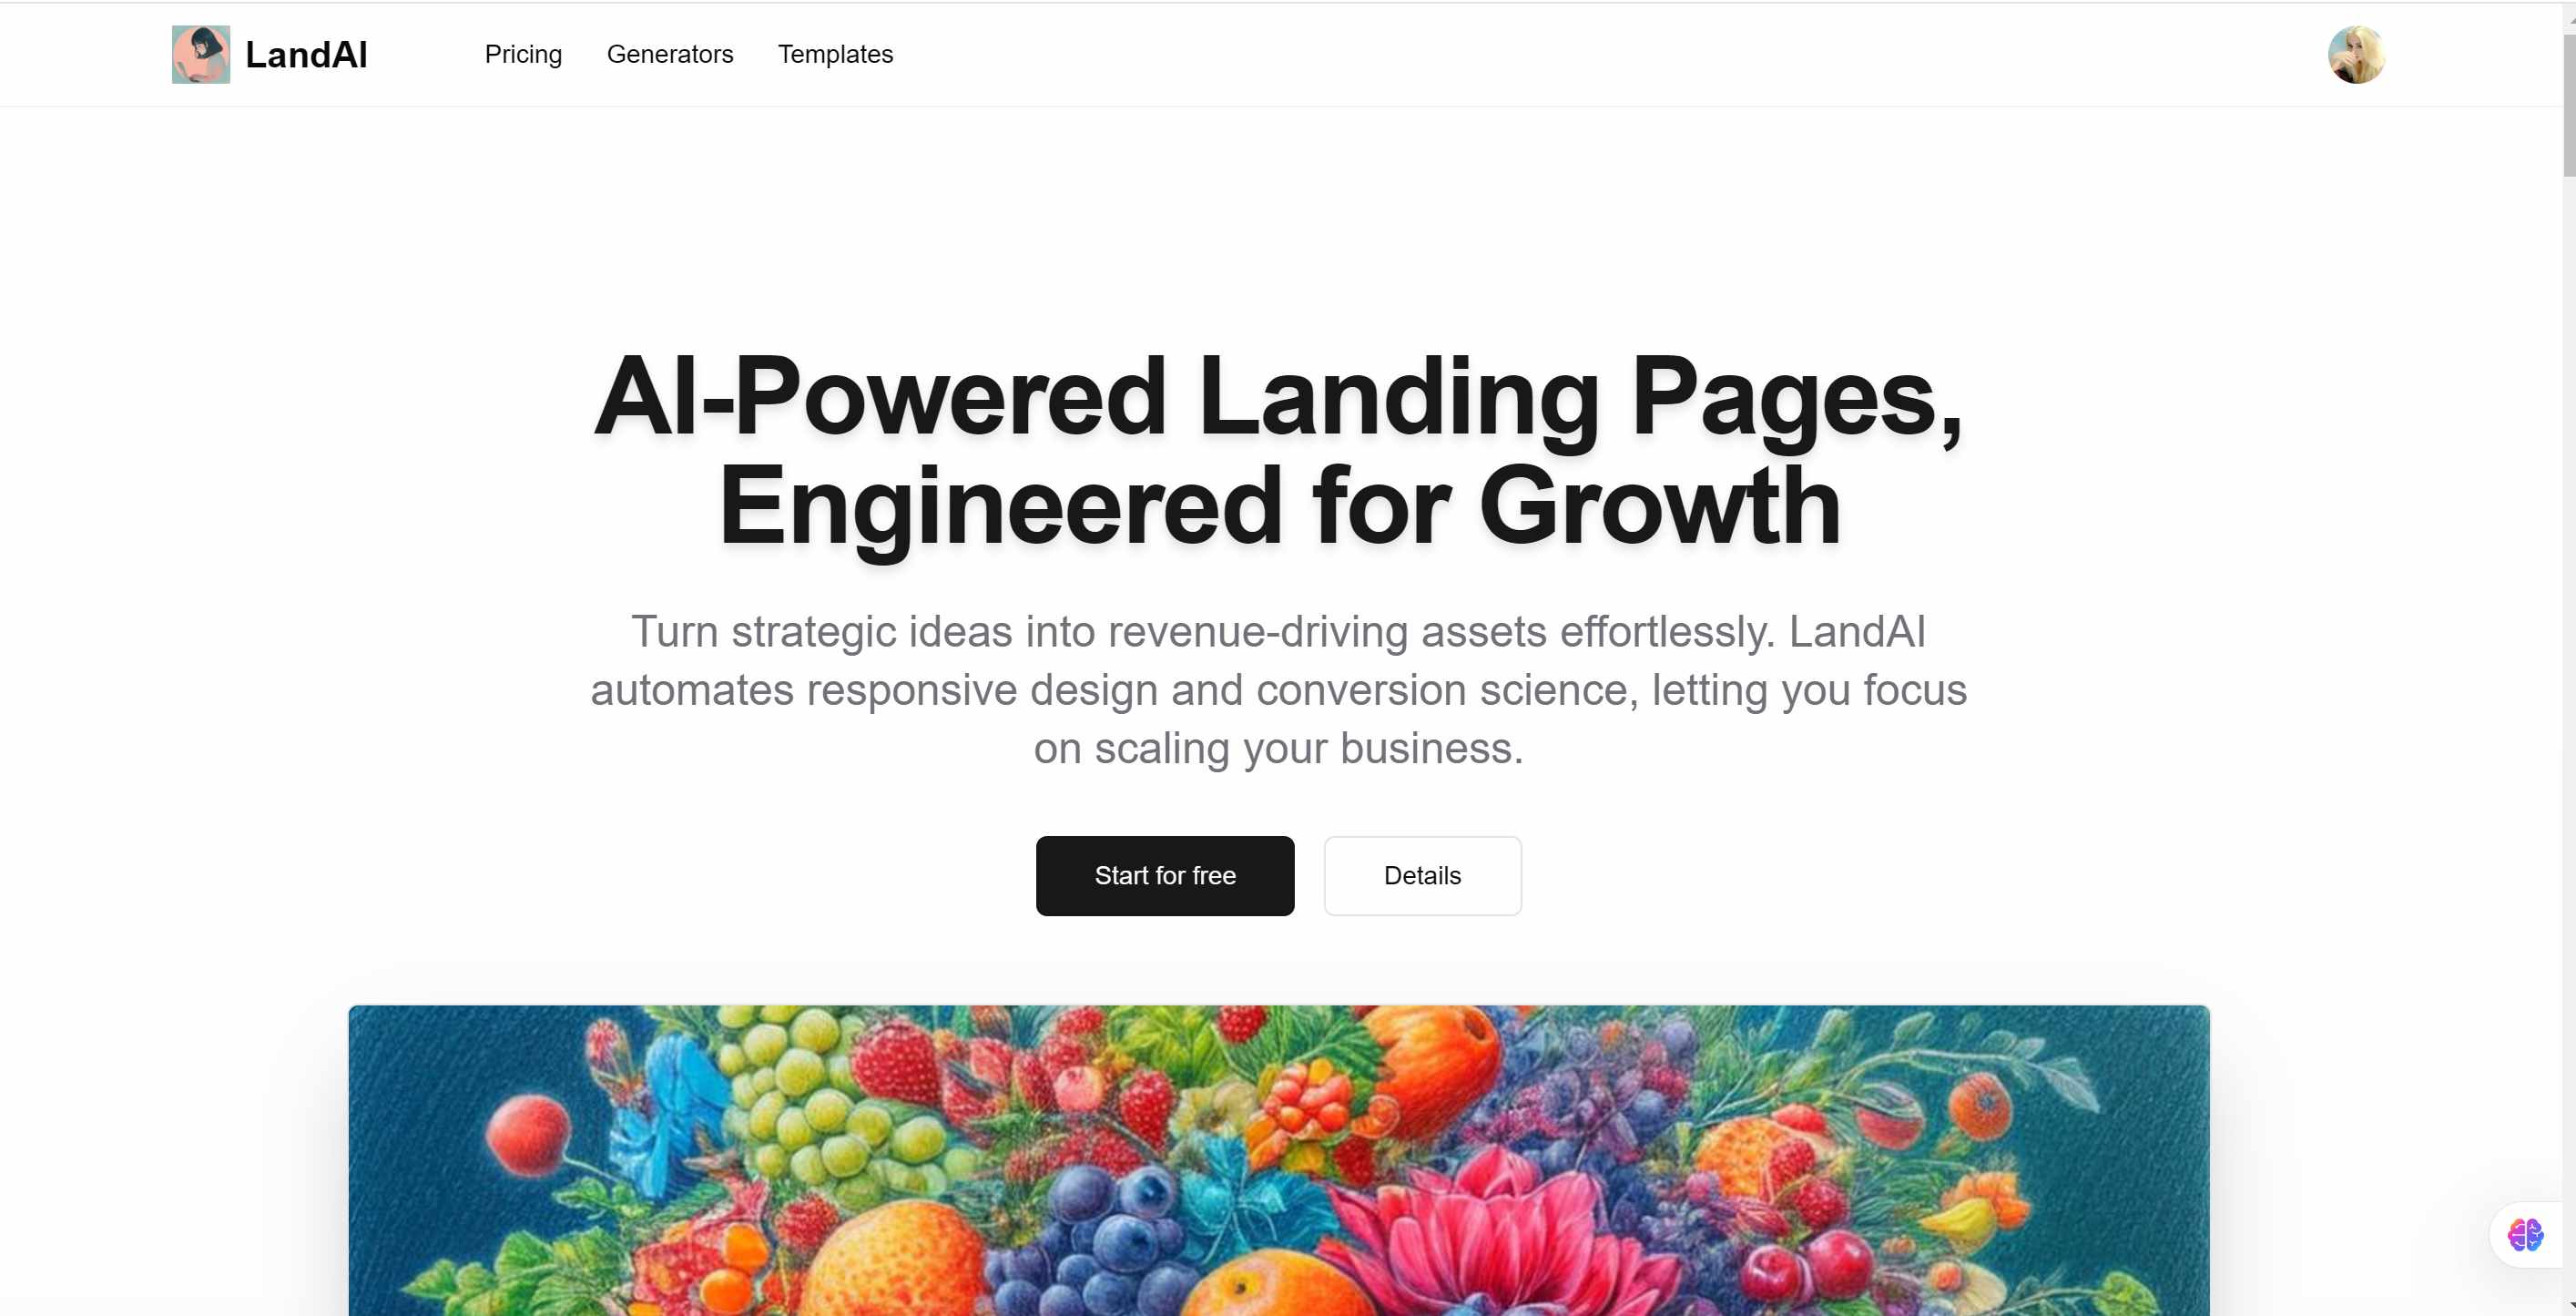 LandAI
Pricing
Generators
Templates
AI-Powered Landing Pages,
Engineered for Growth
Turn strategic ideas into revenue-driving assets effortlessly. LandAI
automates responsive design and conversion science, letting you focus
on scaling your business.
Start for free
Details